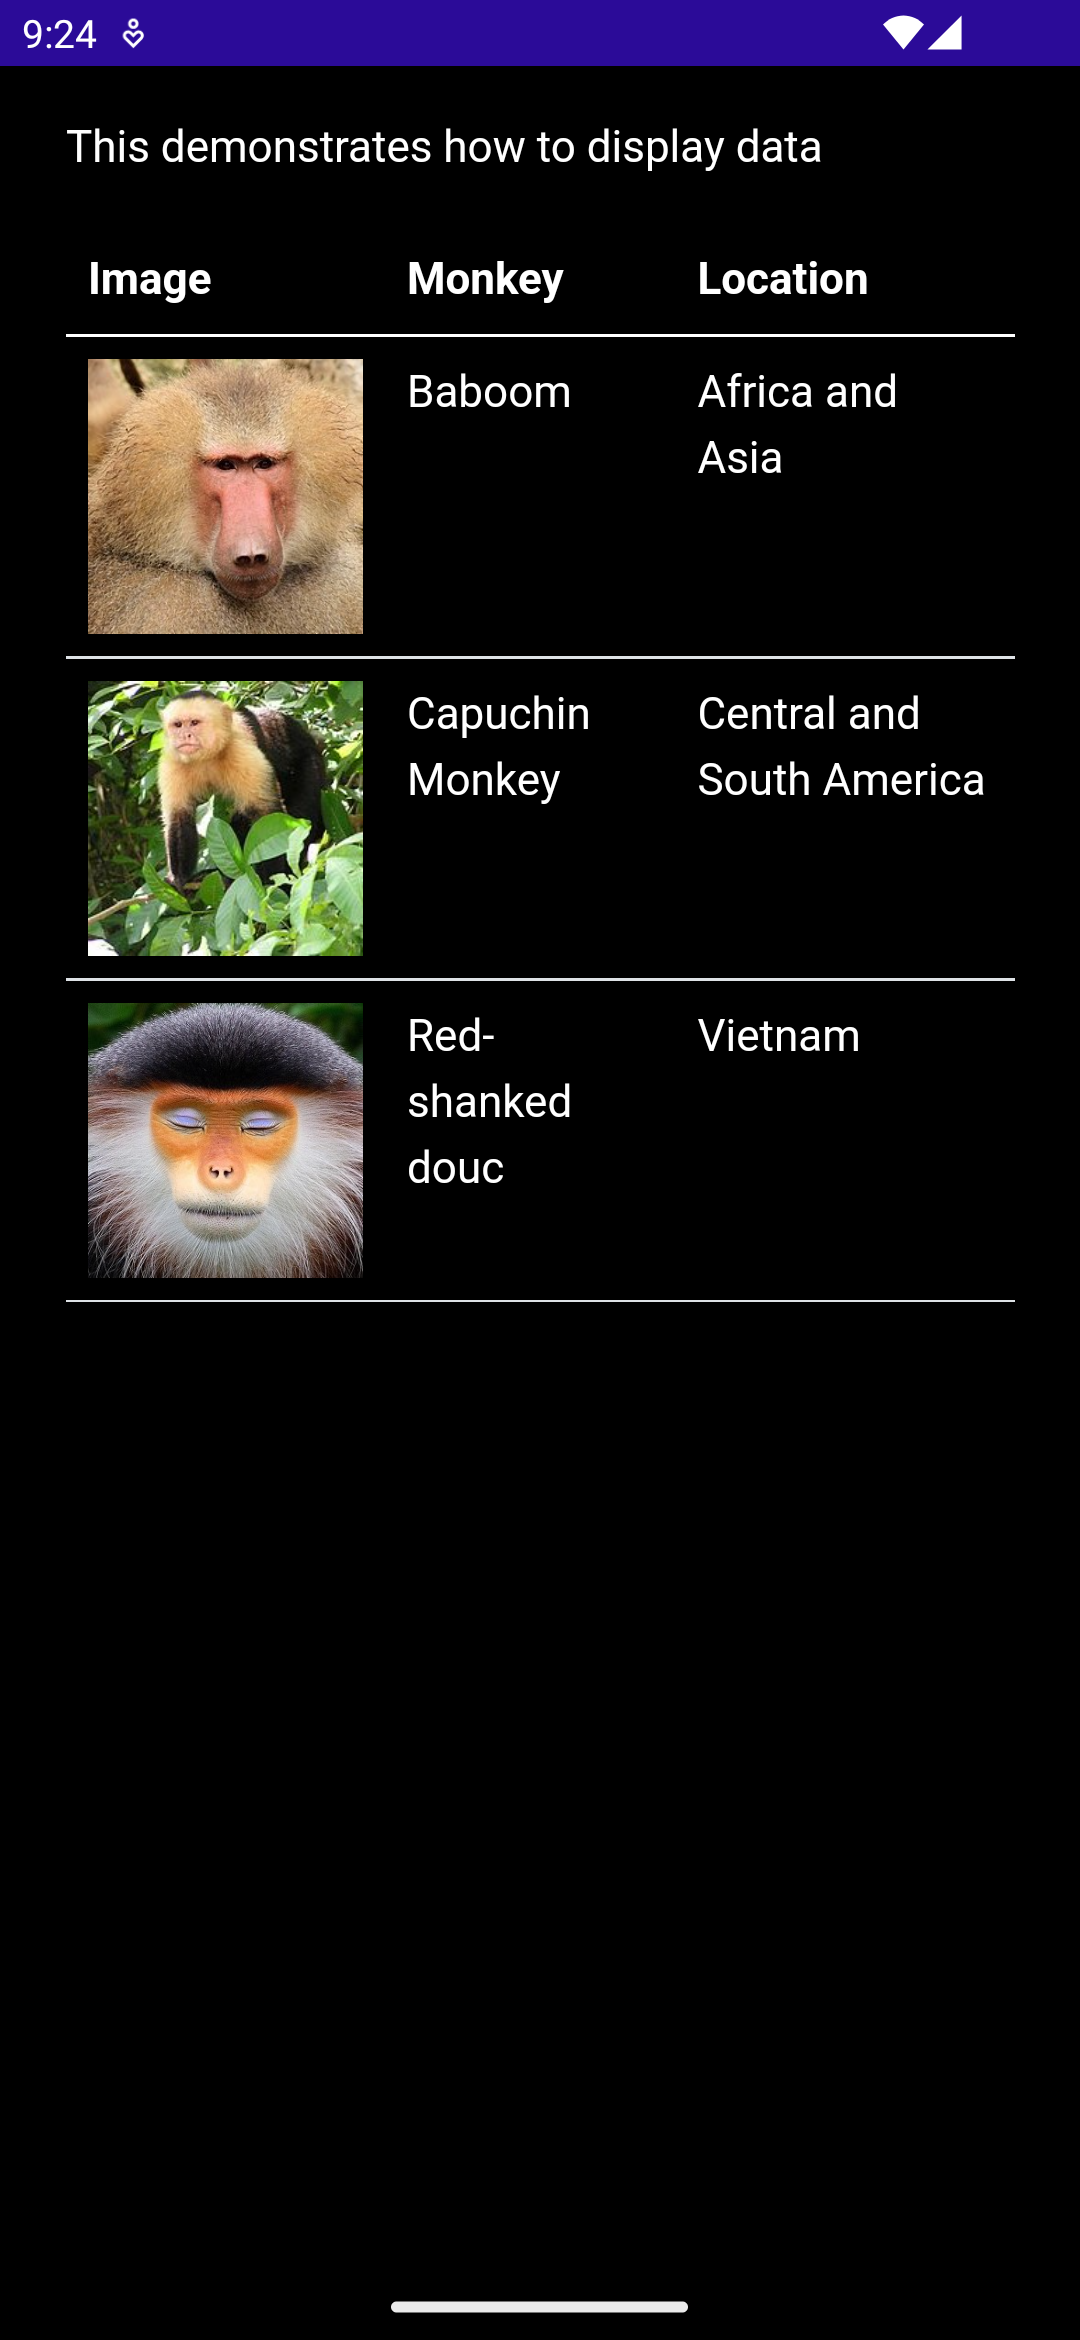 9:24
This demonstrates how to display data
Image Monkey Location
Baboom Africa and
Asia
Capuchin Central and
Monkey South America
Red- Vietnam
shanked
douc